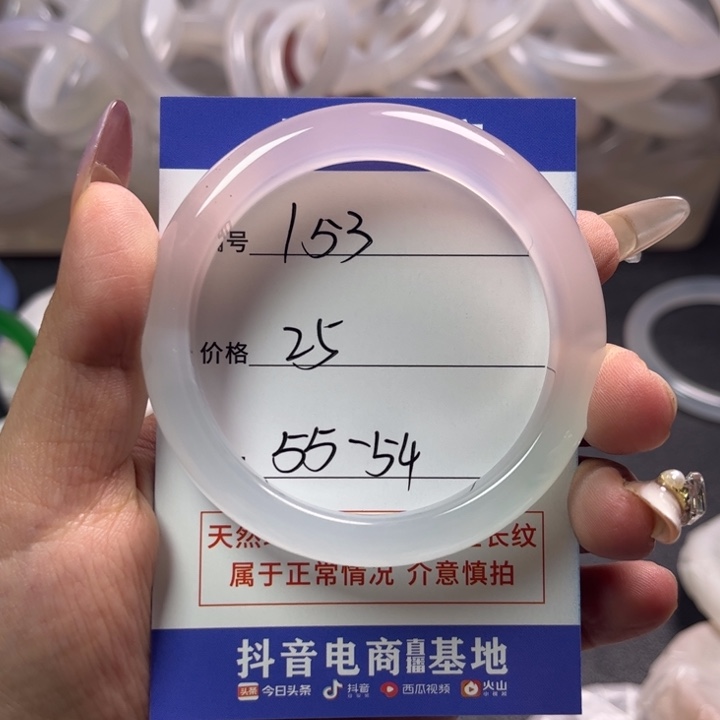 号 153
价格 25
55-54
天然 长纹
属于正常情况 介意慎拍
抖音电商直播基地
头条 今日头条 抖音 西瓜视频 火山